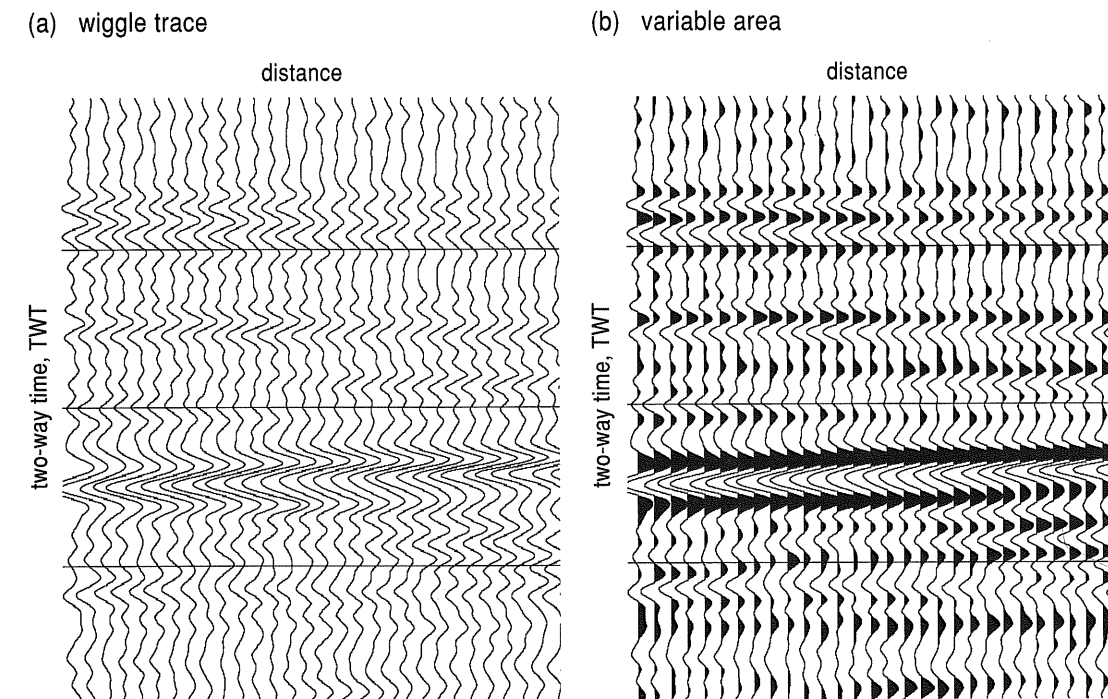 (a) wiggle trace
distance
two-way time, TWT
(b) variable area
distance
two-way time, TWT